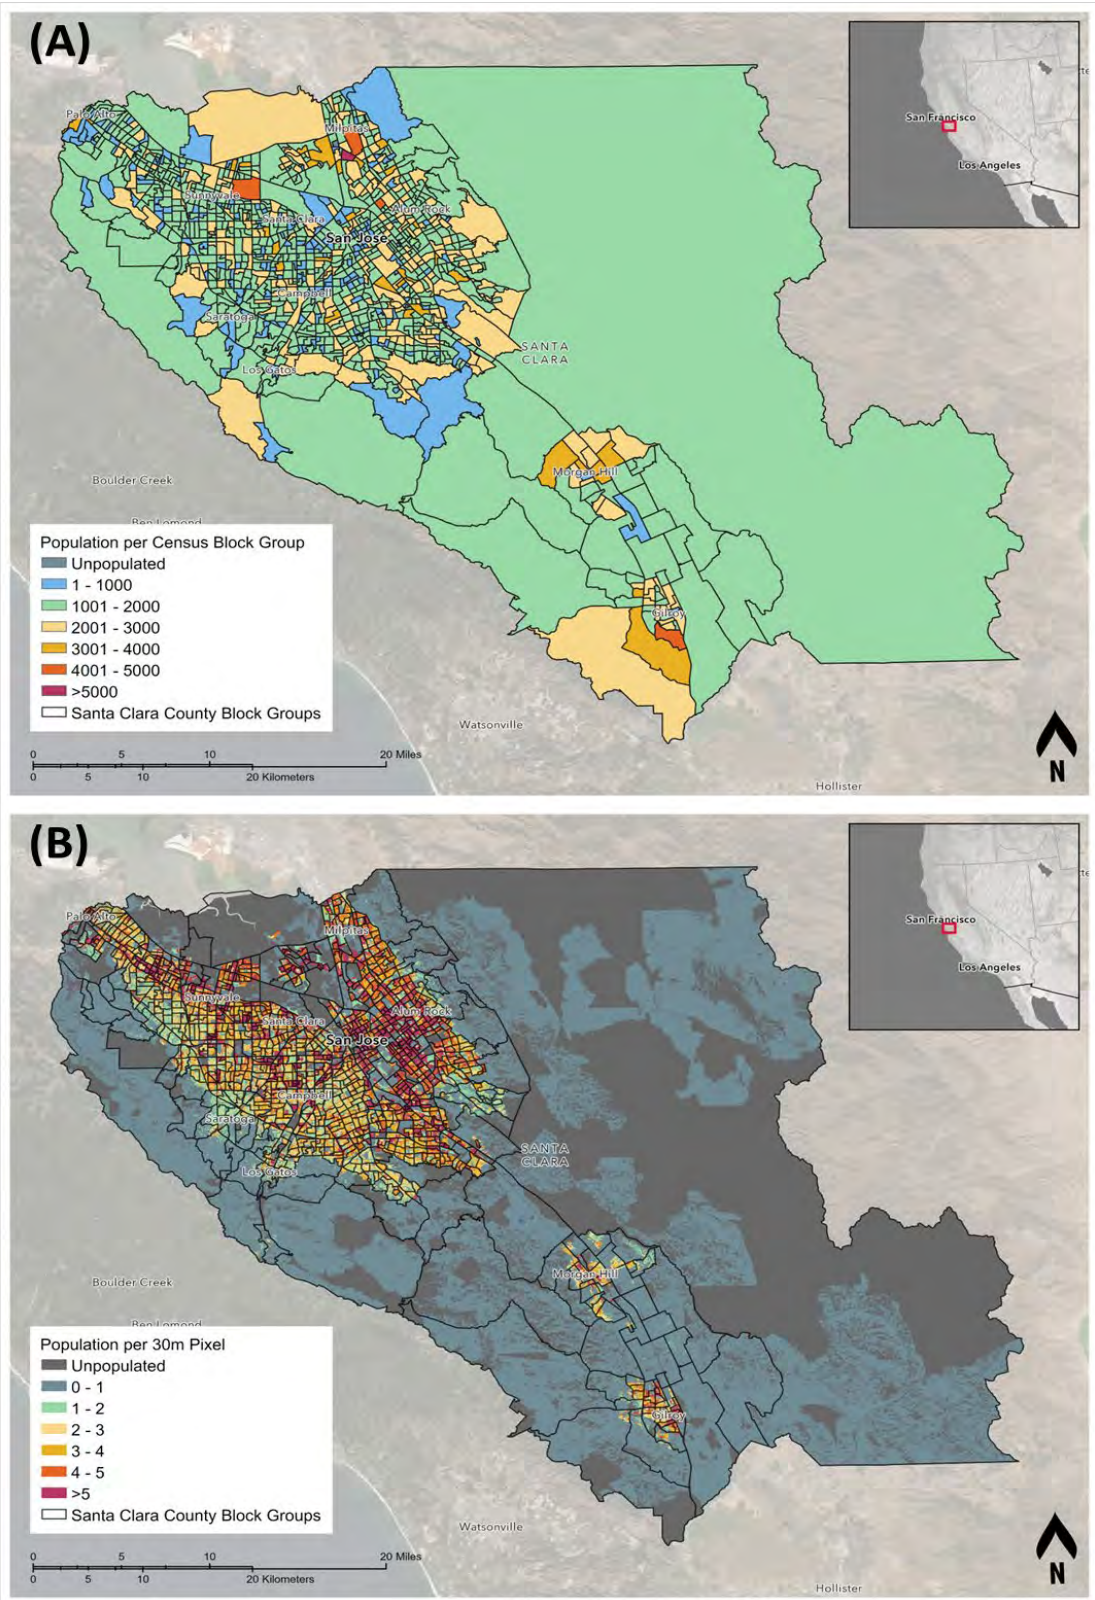 (A)
San Francisco
Los Angeles
Palo Alto
Milpitas
Sunnyvale
Alum Rock
Santa Clara
San Jose
Campbell
Saratoga
SANTA
CLARA
Los Gatos
Morgan Hill
Boulder Creek
Ben Lomond
Population per Census Block Group
Unpopulated
1 - 1000
1001 - 2000
2001 - 3000
3001 - 4000
4001 - 5000
>5000
Santa Clara County Block Groups
Gilroy
Watsonville
0 5 10 20 Miles
0 5 10 20 Kilometers
N
Hollister
(B)
San Francisco
Los Angeles
Palo Alto
Milpitas
Sunnyvale
Alum Rock
Santa Clara
San Jose
Campbell
Saratoga
SANTA
CLARA
Los Gatos
Morgan Hill
Boulder Creek
Ben Lomond
Population per 30m Pixel
Unpopulated
0 - 1
1 - 2
2 - 3
3 - 4
4 - 5
>5
Santa Clara County Block Groups
Gilroy
Watsonville
0 5 10 20 Miles
0 5 10 20 Kilometers
N
Hollister